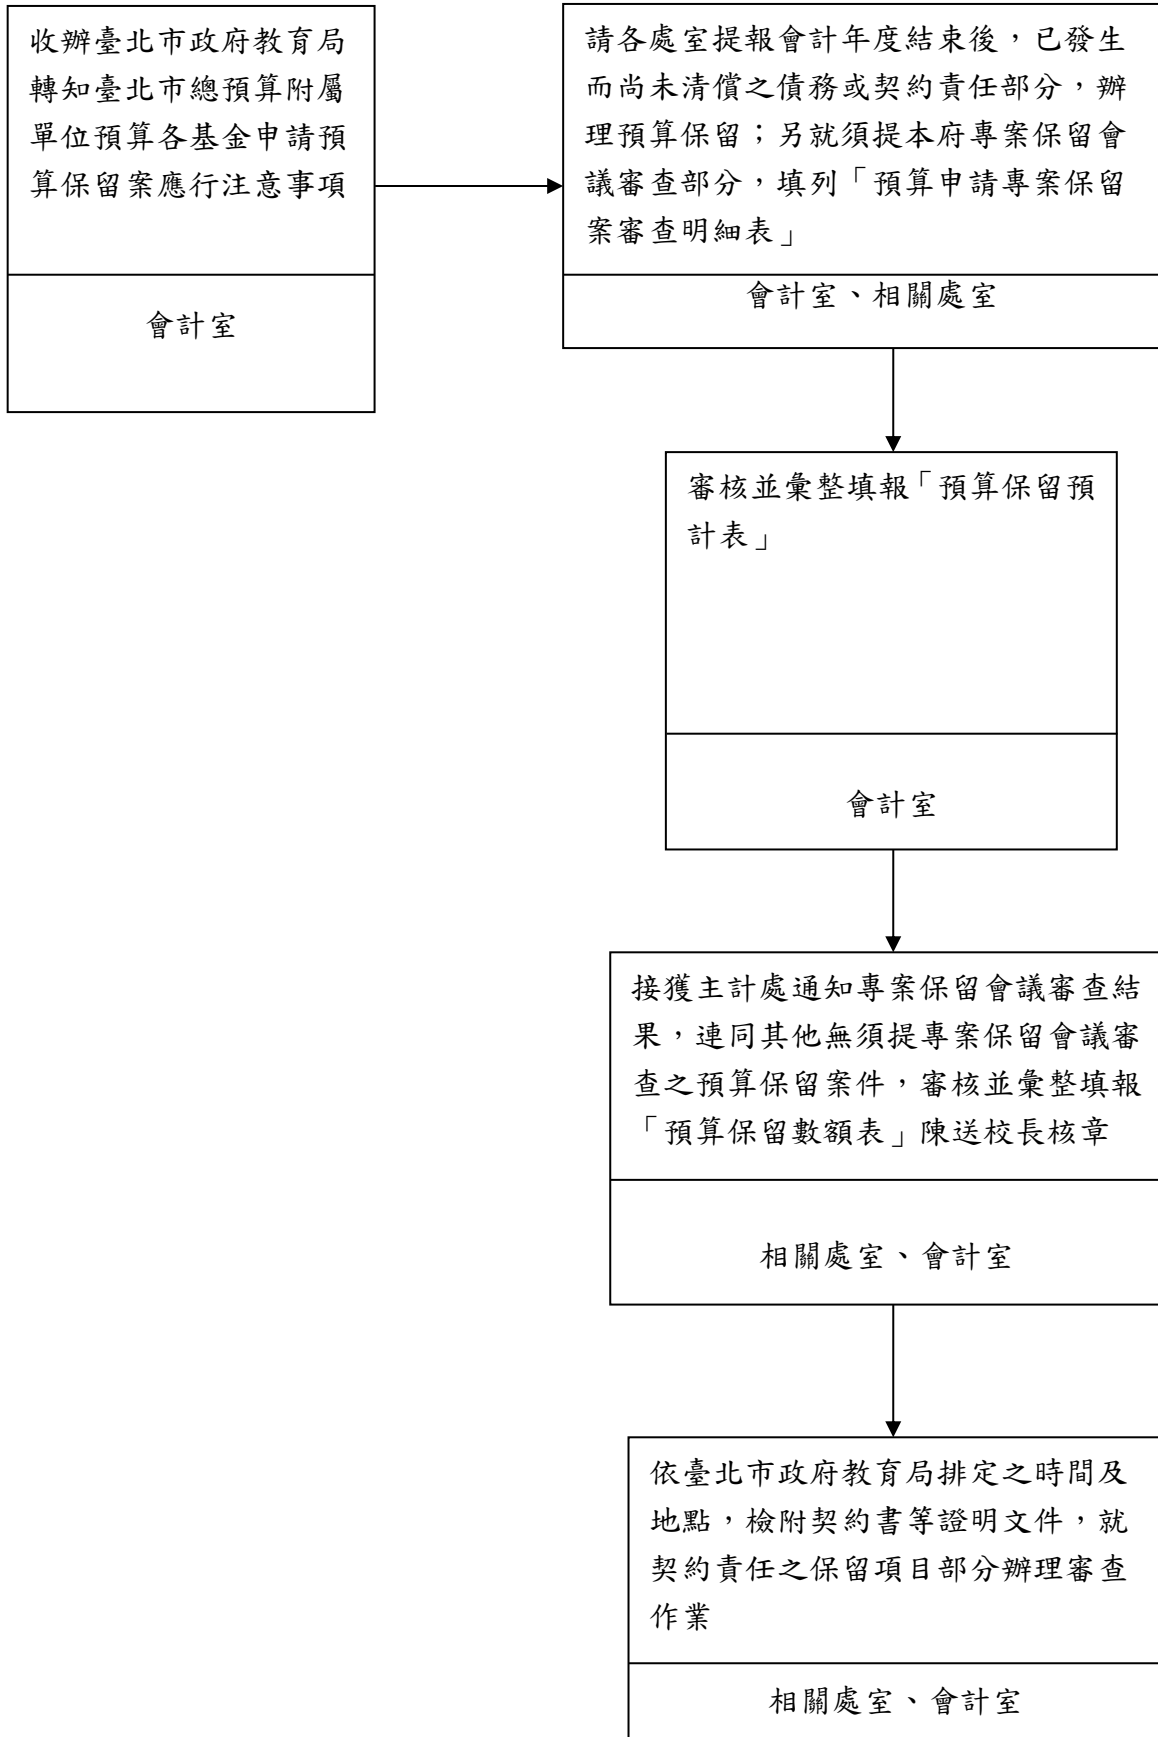 收辦臺北市政府教育局
轉知臺北市總預算附屬
單位預算各基金申請預
算保留案應行注意事項
會計室
請各處室提報會計年度結束後，已發生
而尚未清償之債務或契約責任部分，辦
理預算保留；另就須提本府專案保留會
議審查部分，填列「預算申請專案保留
案審查明細表」
會計室、相關處室
審核並彙整填報「預算保留預
計表」
會計室
接獲主計處通知專案保留會議審查結
果，連同其他無須提專案保留會議審
查之預算保留案件，審核並彙整填報
「預算保留數額表」陳送校長核章
相關處室、會計室
依臺北市政府教育局排定之時間及
地點，檢附契約書等證明文件，就
契約責任之保留項目部分辦理審查
作業
相關處室、會計室